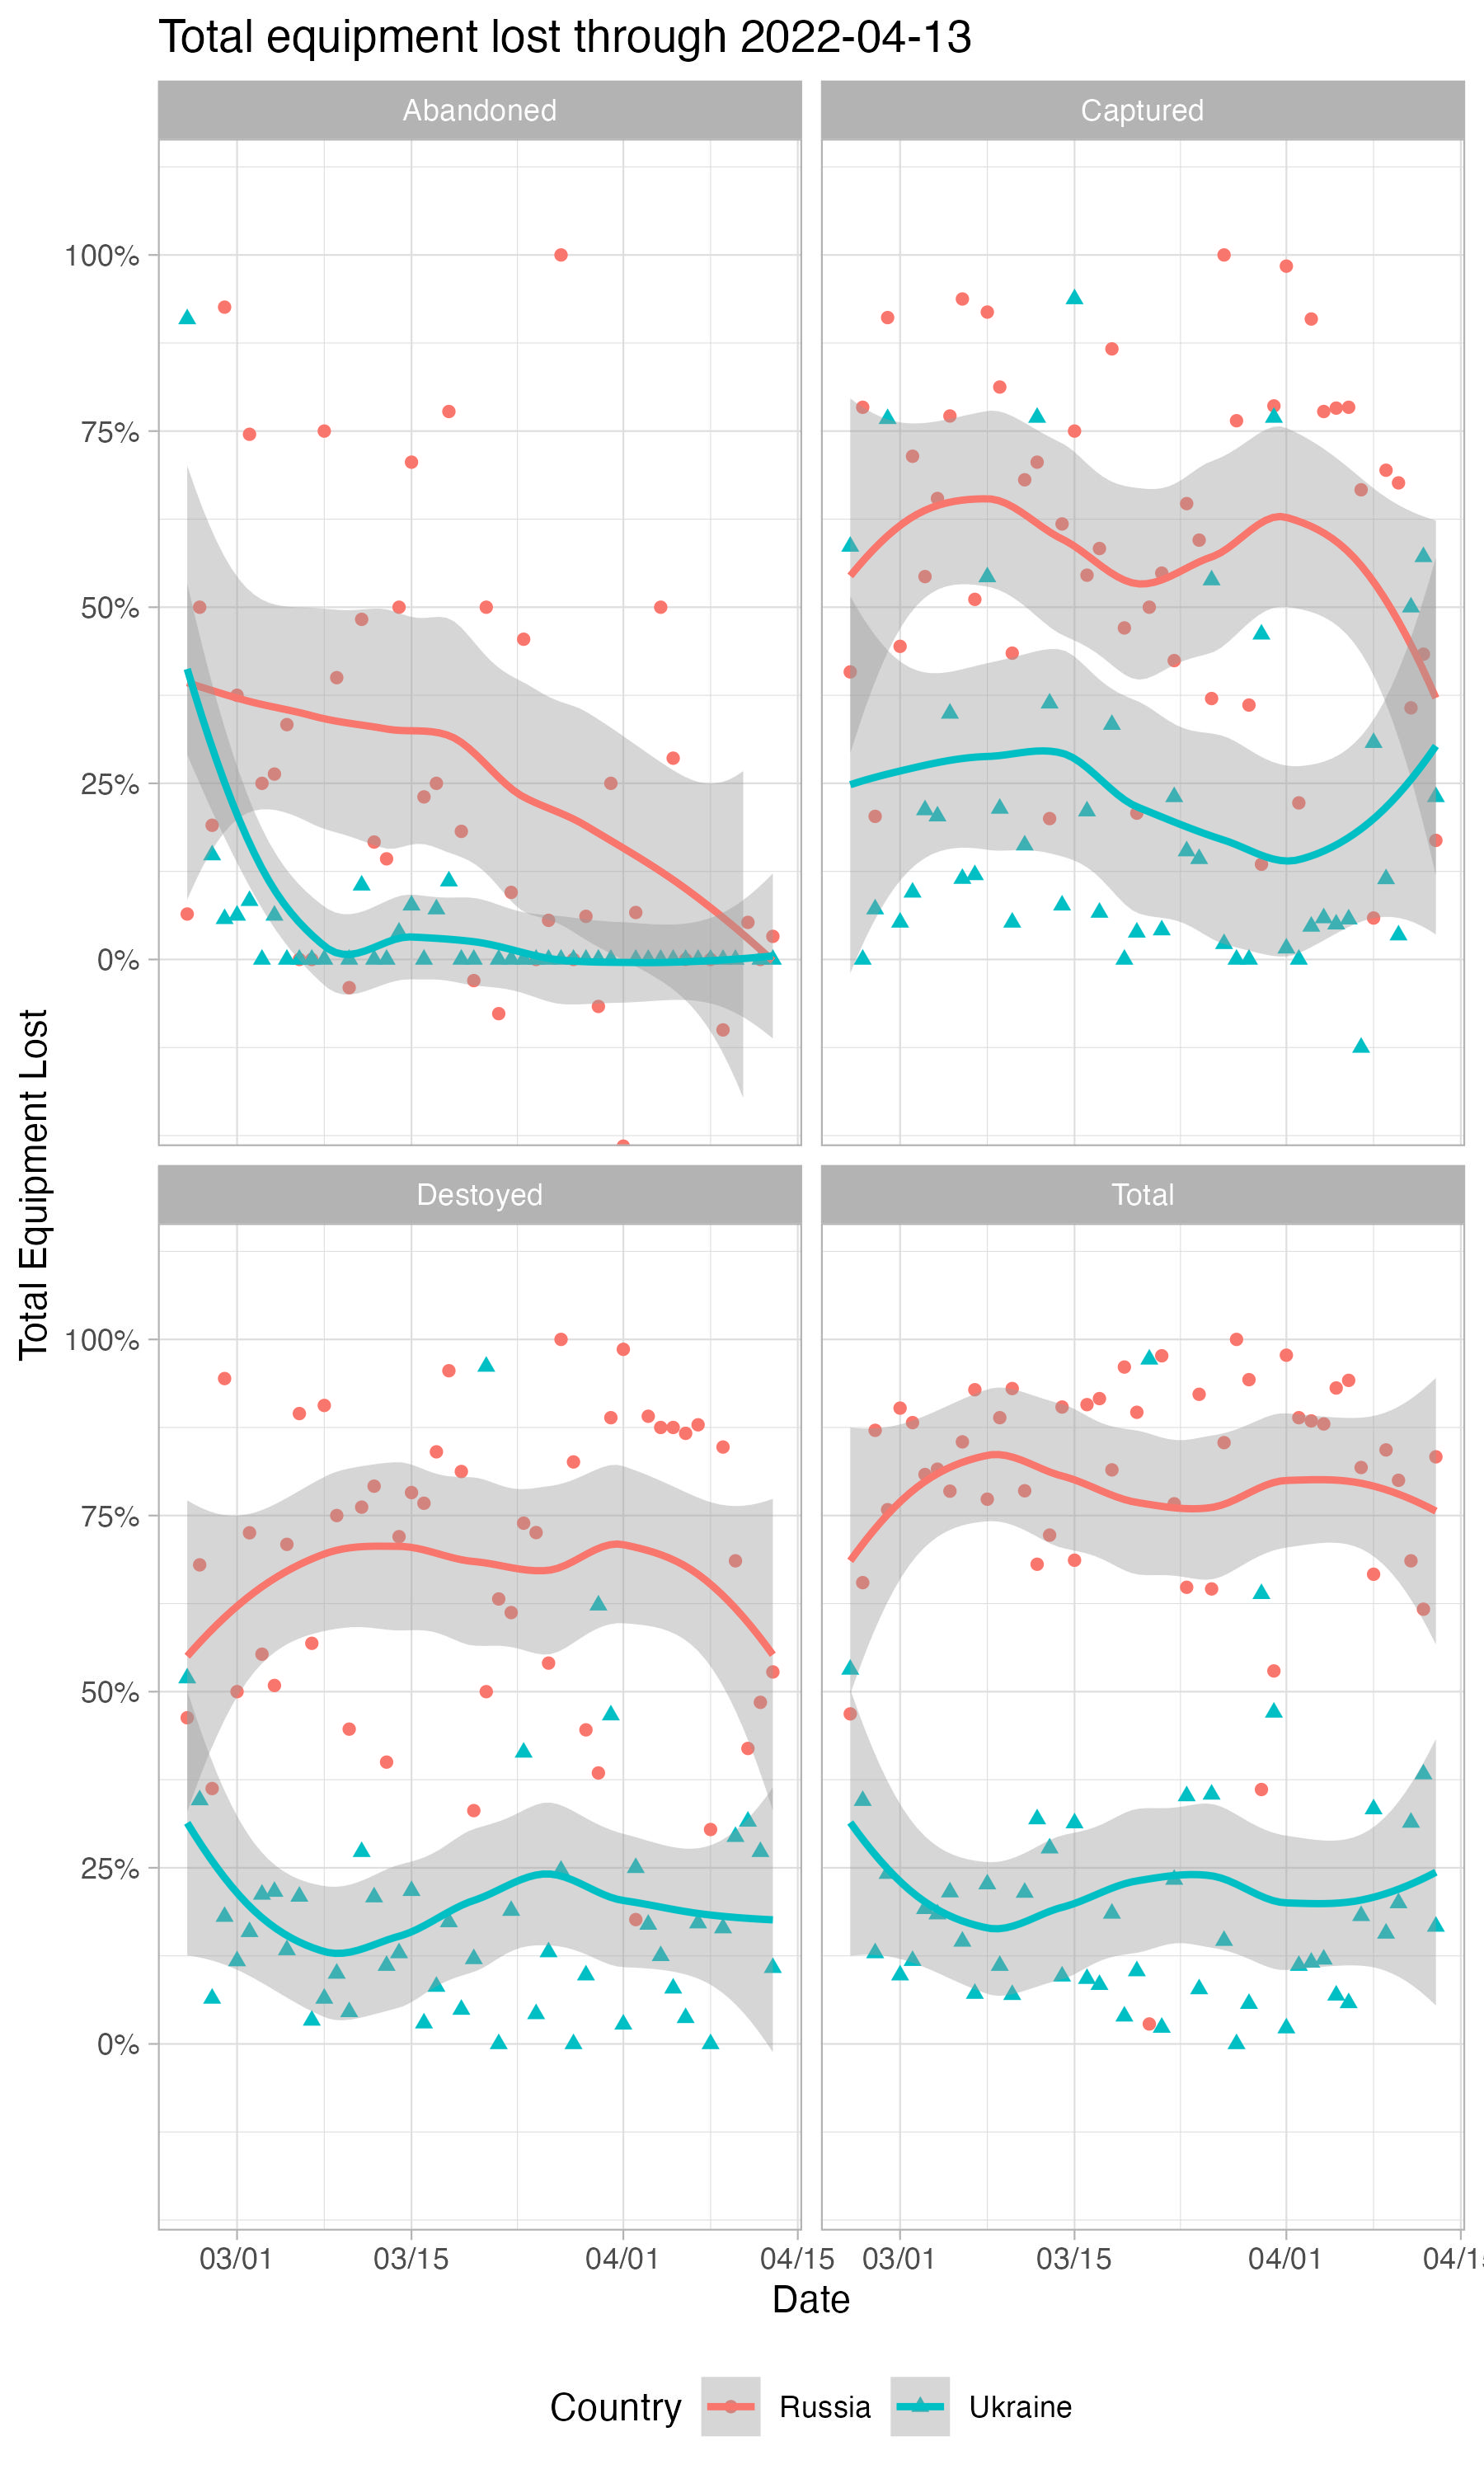 Total equipment lost through 2022-04-13
Abandoned
Captured
100%
75%
50%
25%
0%
Destoyed
Total
100%
75%
50%
25%
0%
Total Equipment Lost
03/01
03/15
04/01
04/15
03/01
03/15
04/01
04/1
Date
Country
Russia
Ukraine